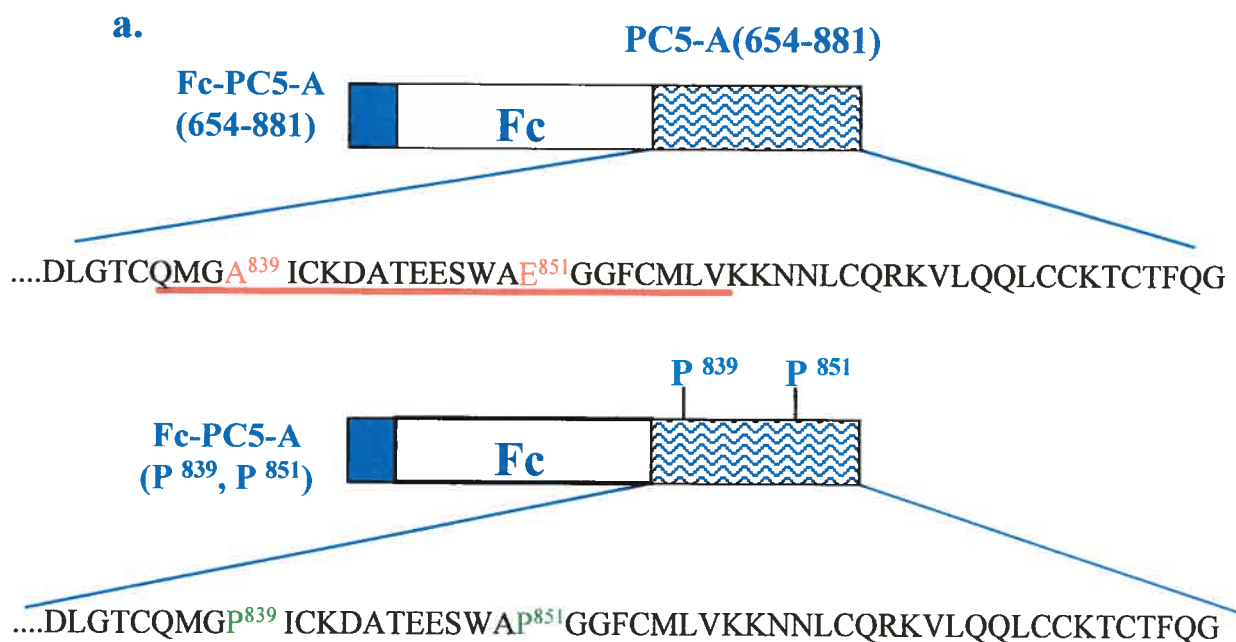 a.
PC5-A(654-881)
Fc-PC5-A
(654-881)
Fc
....DLGTCQMGA⁸³⁹ ICKDATEESWAE⁸⁵¹GGFCMLVKKNNLCQRKVLQQLCCKTCTFQG
P ⁸³⁹ P ⁸⁵¹
Fc-PC5-A
(P ⁸³⁹, P ⁸⁵¹)
Fc
....DLGTCQMGP⁸³⁹ ICKDATEESWAP⁸⁵¹GGFCMLVKKNNLCQRKVLQQLCCKTCTFQG